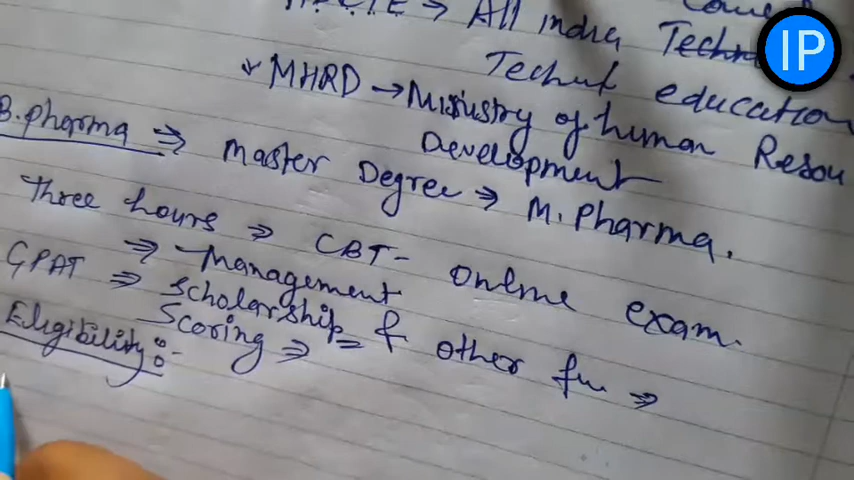 All india Techn
Techul education
IP
MHRD → Ministry of human Resou
Development
B.pharma ⇒ Master Degree ⇒ M. Pharma.
Three hours ⇒ CBT- Online exam.
⇒ Management
GPAT ⇒ Scholarship & other ⇒
Scoring ⇒
Eligibility:-